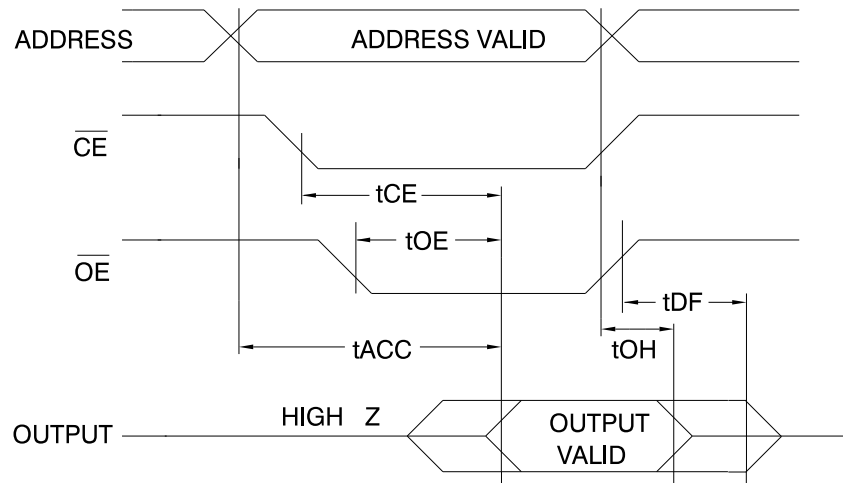 ADDRESS
ADDRESS VALID
CE
tCE
tOE
OE
tDF
tACC
tOH
HIGH Z
OUTPUT
OUTPUT
VALID